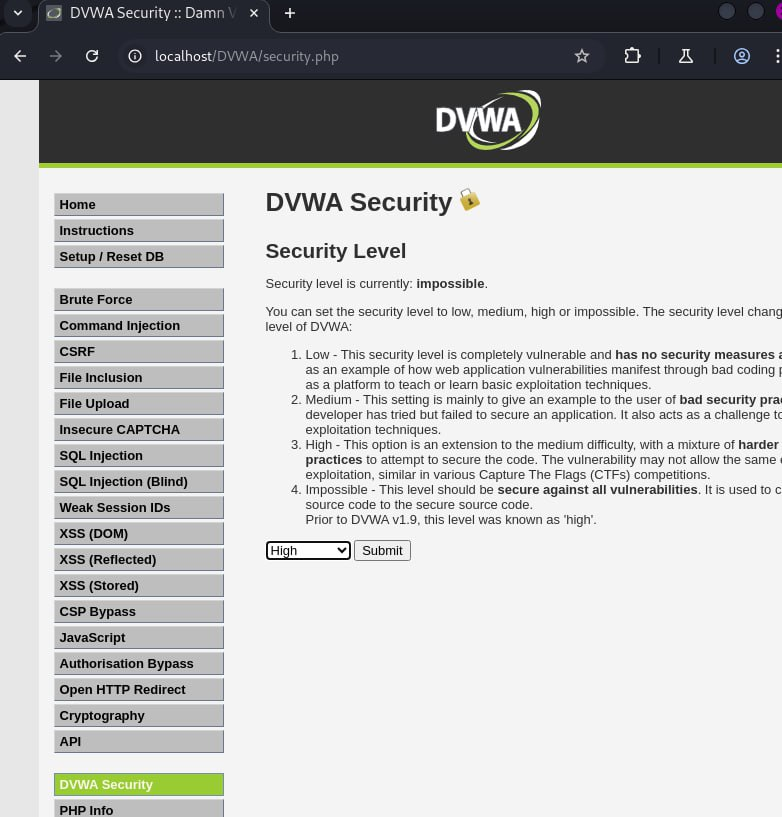 DVWA Security :: Damn V
localhost/DVWA/security.php
DVWA
Home
Instructions
Setup / Reset DB
Brute Force
Command Injection
CSRF
File Inclusion
File Upload
Insecure CAPTCHA
SQL Injection
SQL Injection (Blind)
Weak Session IDs
XSS (DOM)
XSS (Reflected)
XSS (Stored)
CSP Bypass
JavaScript
Authorisation Bypass
Open HTTP Redirect
Cryptography
API
DVWA Security
PHP Info
DVWA Security
Security Level
Security level is currently: impossible.
You can set the security level to low, medium, high or impossible. The security level chang
level of DVWA:
1. Low - This security level is completely vulnerable and has no security measures a
as an example of how web application vulnerabilities manifest through bad coding p
as a platform to teach or learn basic exploitation techniques.
2. Medium - This setting is mainly to give an example to the user of bad security prac
developer has tried but failed to secure an application. It also acts as a challenge to
exploitation techniques.
3. High - This option is an extension to the medium difficulty, with a mixture of harder
practices to attempt to secure the code. The vulnerability may not allow the same e
exploitation, similar in various Capture The Flags (CTFs) competitions.
4. Impossible - This level should be secure against all vulnerabilities. It is used to c
source code to the secure source code.
Prior to DVWA v1.9, this level was known as 'high'.
High Submit